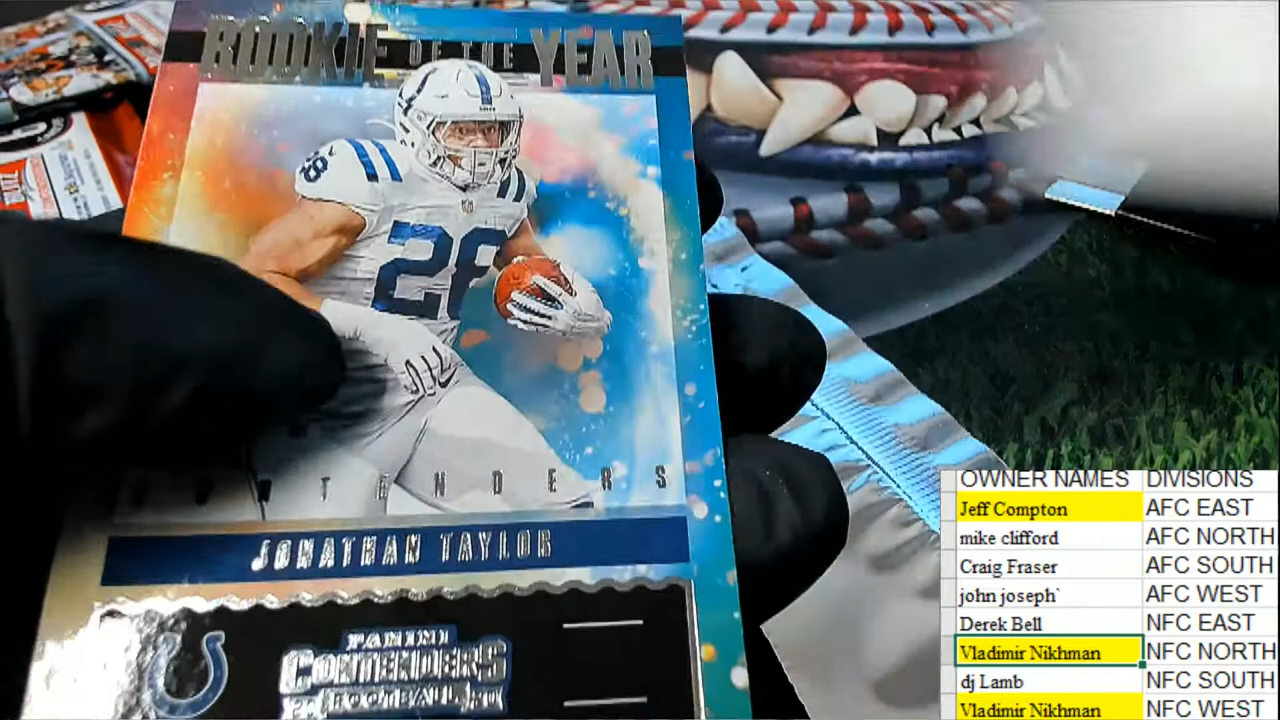 ROOKIE OF THE YEAR
28
28
TENDERS
JONATHAN TAYLOR
PANINI
CONTENDERS
FOOTBALL
OWNER NAMES DIVISIONS
Jeff Compton AFC EAST
mike clifford AFC NORTH
Craig Fraser AFC SOUTH
john joseph` AFC WEST
Derek Bell NFC EAST
Vladimir Nikhman NFC NORTH
dj Lamb NFC SOUTH
Vladimir Nikhman NFC WEST